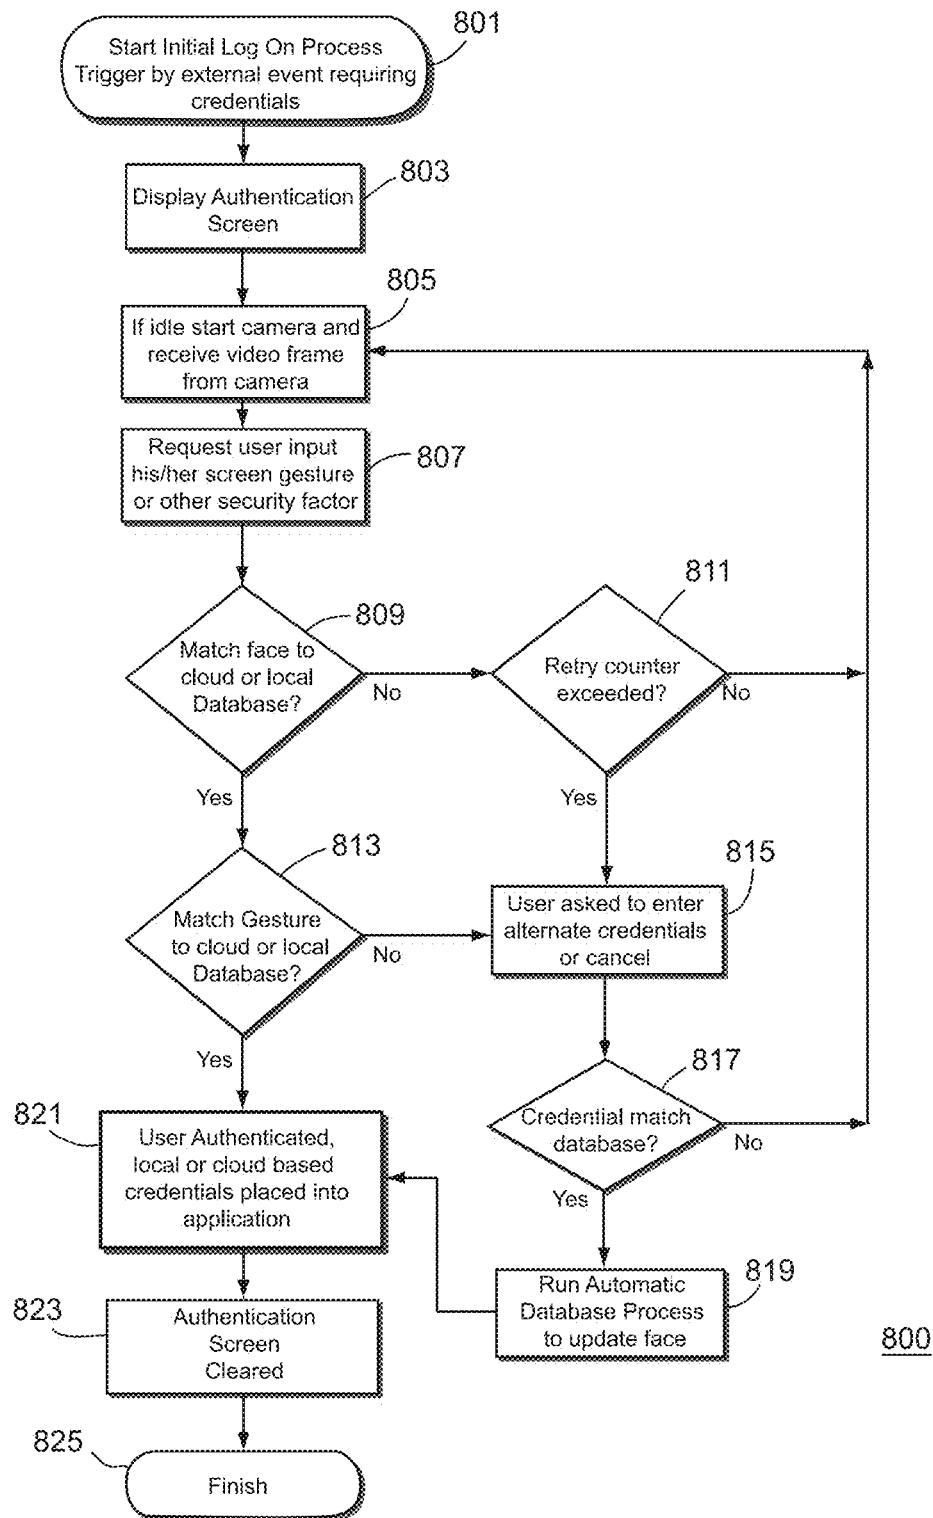 801
Start Initial Log On Process
Trigger by external event requiring
credentials
803
Display Authentication
Screen
805
If idle start camera and
receive video frame
from camera
Request user input
his/her screen gesture
or other security factor
807
809
Match face to
cloud or local
Database?
No
Yes
811
Retry counter
exceeded?
No
Yes
813
Match Gesture
to cloud or local
Database?
No
Yes
815
User asked to enter
alternate credentials
or cancel
817
Credential match
database?
No
Yes
819
Run Automatic
Database Process
to update face
821
User Authenticated,
local or cloud based
credentials placed into
application
823
Authentication
Screen
Cleared
825
Finish
800